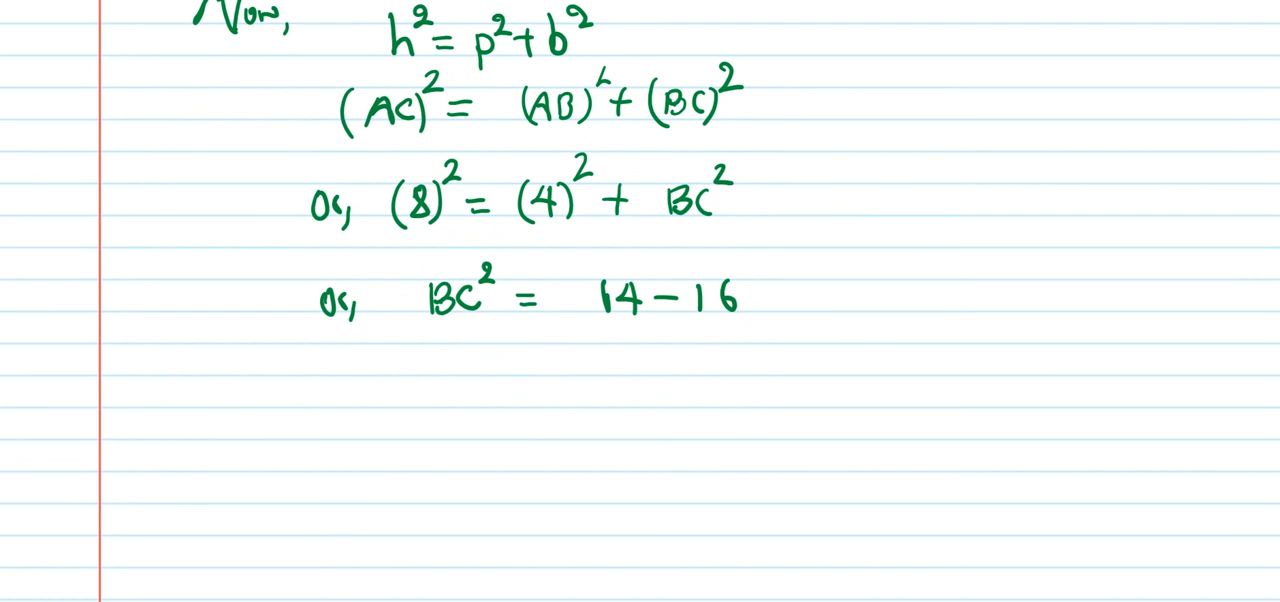 Now,
h² = p² + b²
(AC)² = (AB)² + (BC)²
Or, (8)² = (4)² + BC²
Or, BC² = 14 - 16